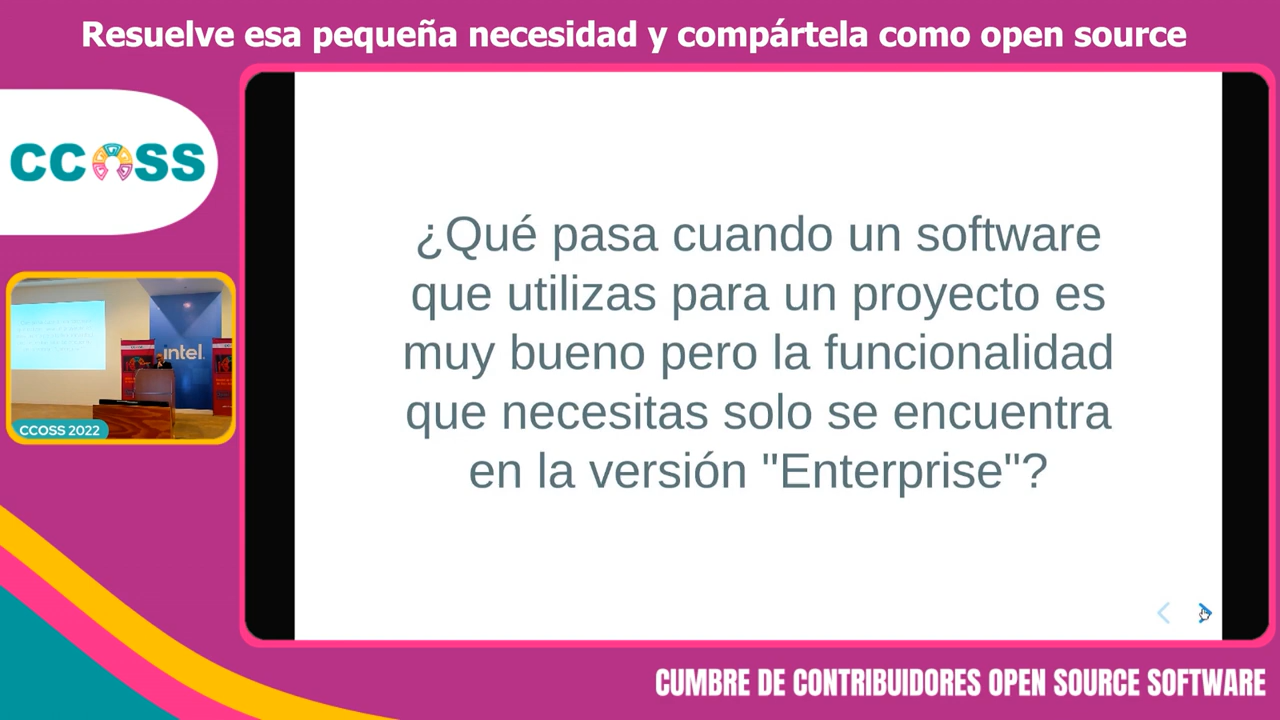 Resuelve esa pequeña necesidad y compártela como open source
CCOSS
¿Qué pasa cuando un software
que utilizas para un proyecto es
muy bueno pero la funcionalidad
que necesitas solo se encuentra
en la versión "Enterprise"?
intel.
CCOSS 2022
CUMBRE DE CONTRIBUIDORES OPEN SOURCE SOFTWARE